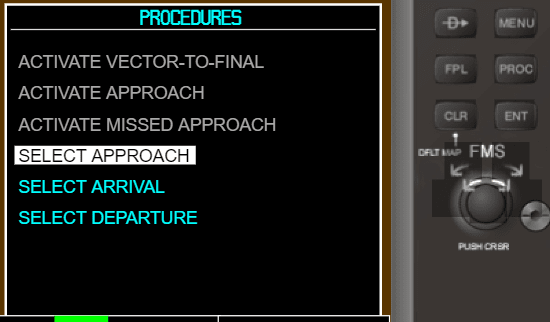 PROCEDURES
ACTIVATE VECTOR-TO-FINAL
ACTIVATE APPROACH
ACTIVATE MISSED APPROACH
SELECT APPROACH
SELECT ARRIVAL
SELECT DEPARTURE
D MENU
FPL PROC
CLR ENT
DFLT MAP FMS
PUSH CRSR